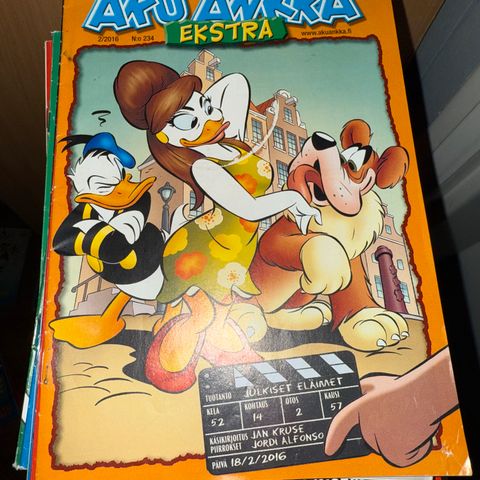 AKU ANKKA
EKSTRA
2/2016 N:o 234
www.akuankka.fi
TUOTANTO JULKISET ELÄIMET
KELA KOHTAUS OTOS KAUSI
52 14 2 57
KÄSIKIRJOITUS JAN KRUSE
PIIRROKSET JORDI ALFONSO
PÄIVÄ 18/2/2016